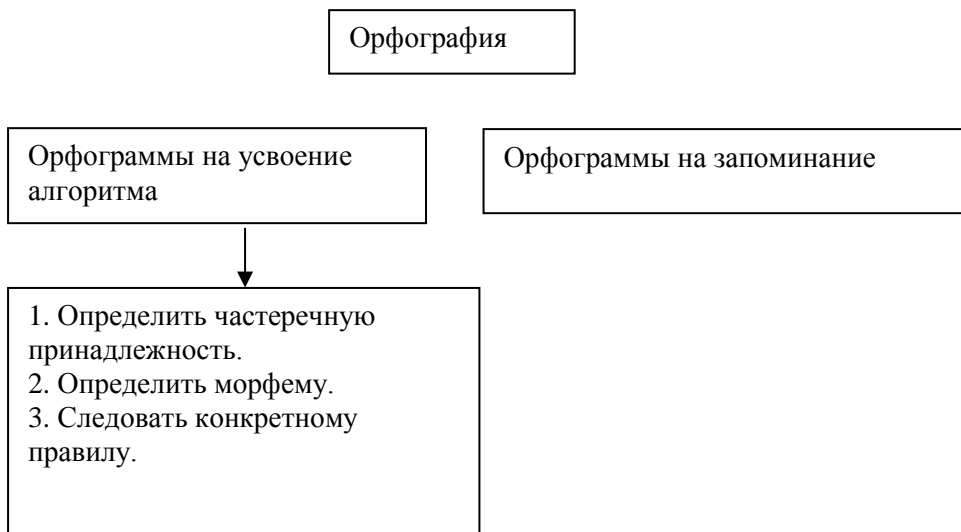 Орфография
Орфограммы на усвоение
алгоритма
Орфограммы на запоминание
1. Определить частеречную
принадлежность.
2. Определить морфему.
3. Следовать конкретному
правилу.